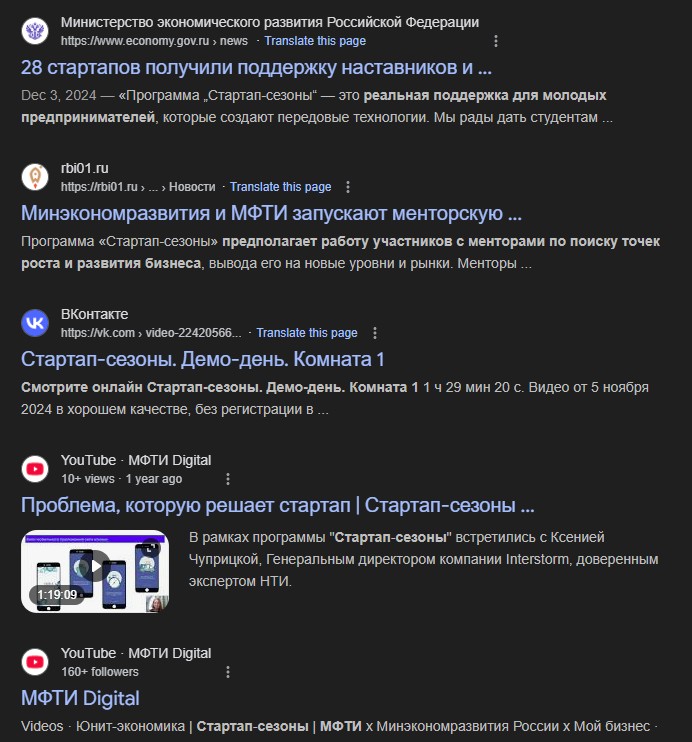 Министерство экономического развития Российской Федерации
https://www.economy.gov.ru › news · Translate this page
28 стартапов получили поддержку наставников и ...
Dec 3, 2024 — «Программа „Стартап-сезоны“ — это реальная поддержка для молодых
предпринимателей, которые создают передовые технологии. Мы рады дать студентам ...
rbi01.ru
https://rbi01.ru › ... › Новости · Translate this page
Минэкономразвития и МФТИ запускают менторскую ...
Программа «Стартап-сезоны» предполагает работу участников с менторами по поиску точек
роста и развития бизнеса, вывода его на новые уровни и рынки. Менторы ...
ВКонтакте
https://vk.com › video-22420566... · Translate this page
Стартап-сезоны. Демо-день. Комната 1
Смотрите онлайн Стартап-сезоны. Демо-день. Комната 1 1 ч 29 мин 20 с. Видео от 5 ноября
2024 в хорошем качестве, без регистрации в ...
YouTube · МФТИ Digital
10+ views · 1 year ago
Проблема, которую решает стартап | Стартап-сезоны ...
В рамках программы "Стартап-сезоны" встретились с Ксенией
Чуприцкой, Генеральным директором компании Interstorm, доверенным
экспертом НТИ.
1:19:09
YouTube · МФТИ Digital
160+ followers
МФТИ Digital
Videos · Юнит-экономика | Стартап-сезоны | МФТИ х Минэкономразвития России х Мой бизнес ·